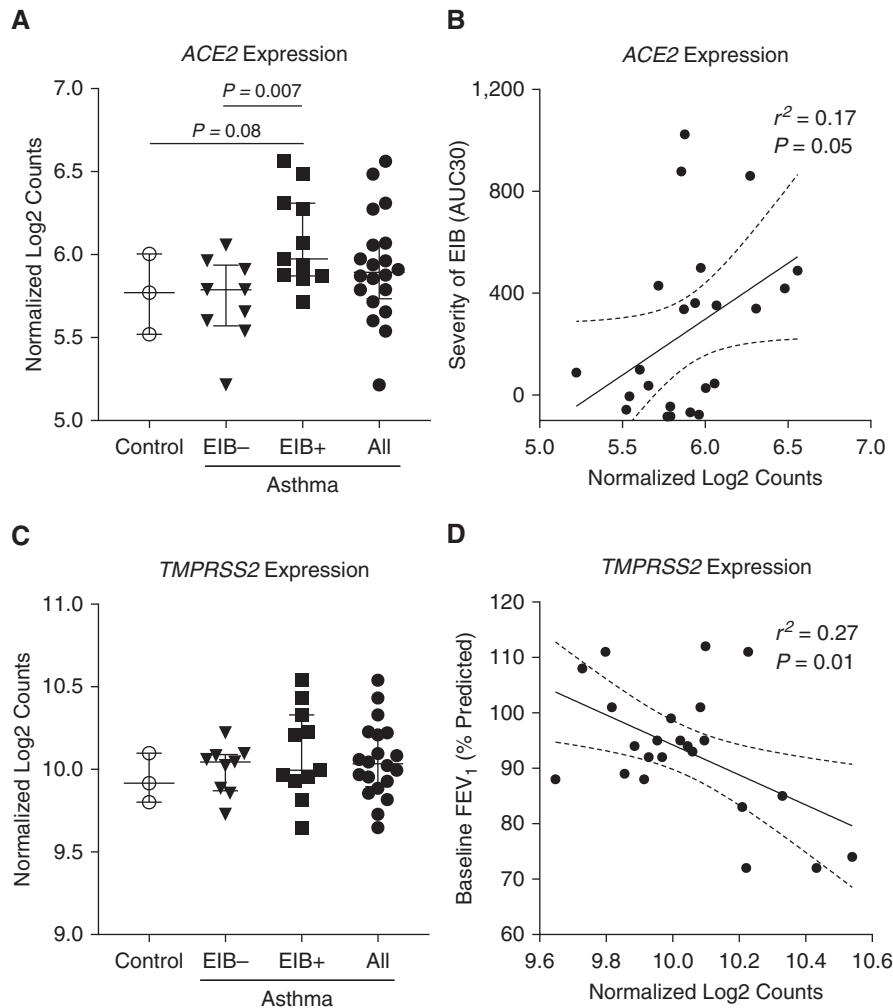 A
ACE2 Expression
Normalized Log2 Counts
7.0
6.5
6.0
5.5
5.0
P = 0.007
P = 0.08
Control
EIB–
EIB+
All
Asthma
B
ACE2 Expression
Severity of EIB (AUC30)
1,200
800
400
0
r² = 0.17
P = 0.05
5.0
5.5
6.0
6.5
7.0
Normalized Log2 Counts
C
TMPRSS2 Expression
Normalized Log2 Counts
11.0
10.5
10.0
9.5
9.0
Control
EIB–
EIB+
All
Asthma
D
TMPRSS2 Expression
Baseline FEV₁ (% Predicted)
120
110
100
90
80
70
60
r² = 0.27
P = 0.01
9.6
9.8
10.0
10.2
10.4
10.6
Normalized Log2 Counts